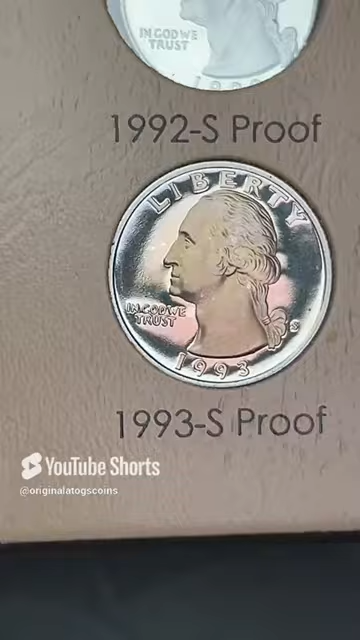 IN GOD WE
TRUST
1992-S Proof
LIBERTY
IN GOD WE
TRUST
S
1993
1993-S Proof
YouTube Shorts
@originalatogscoins